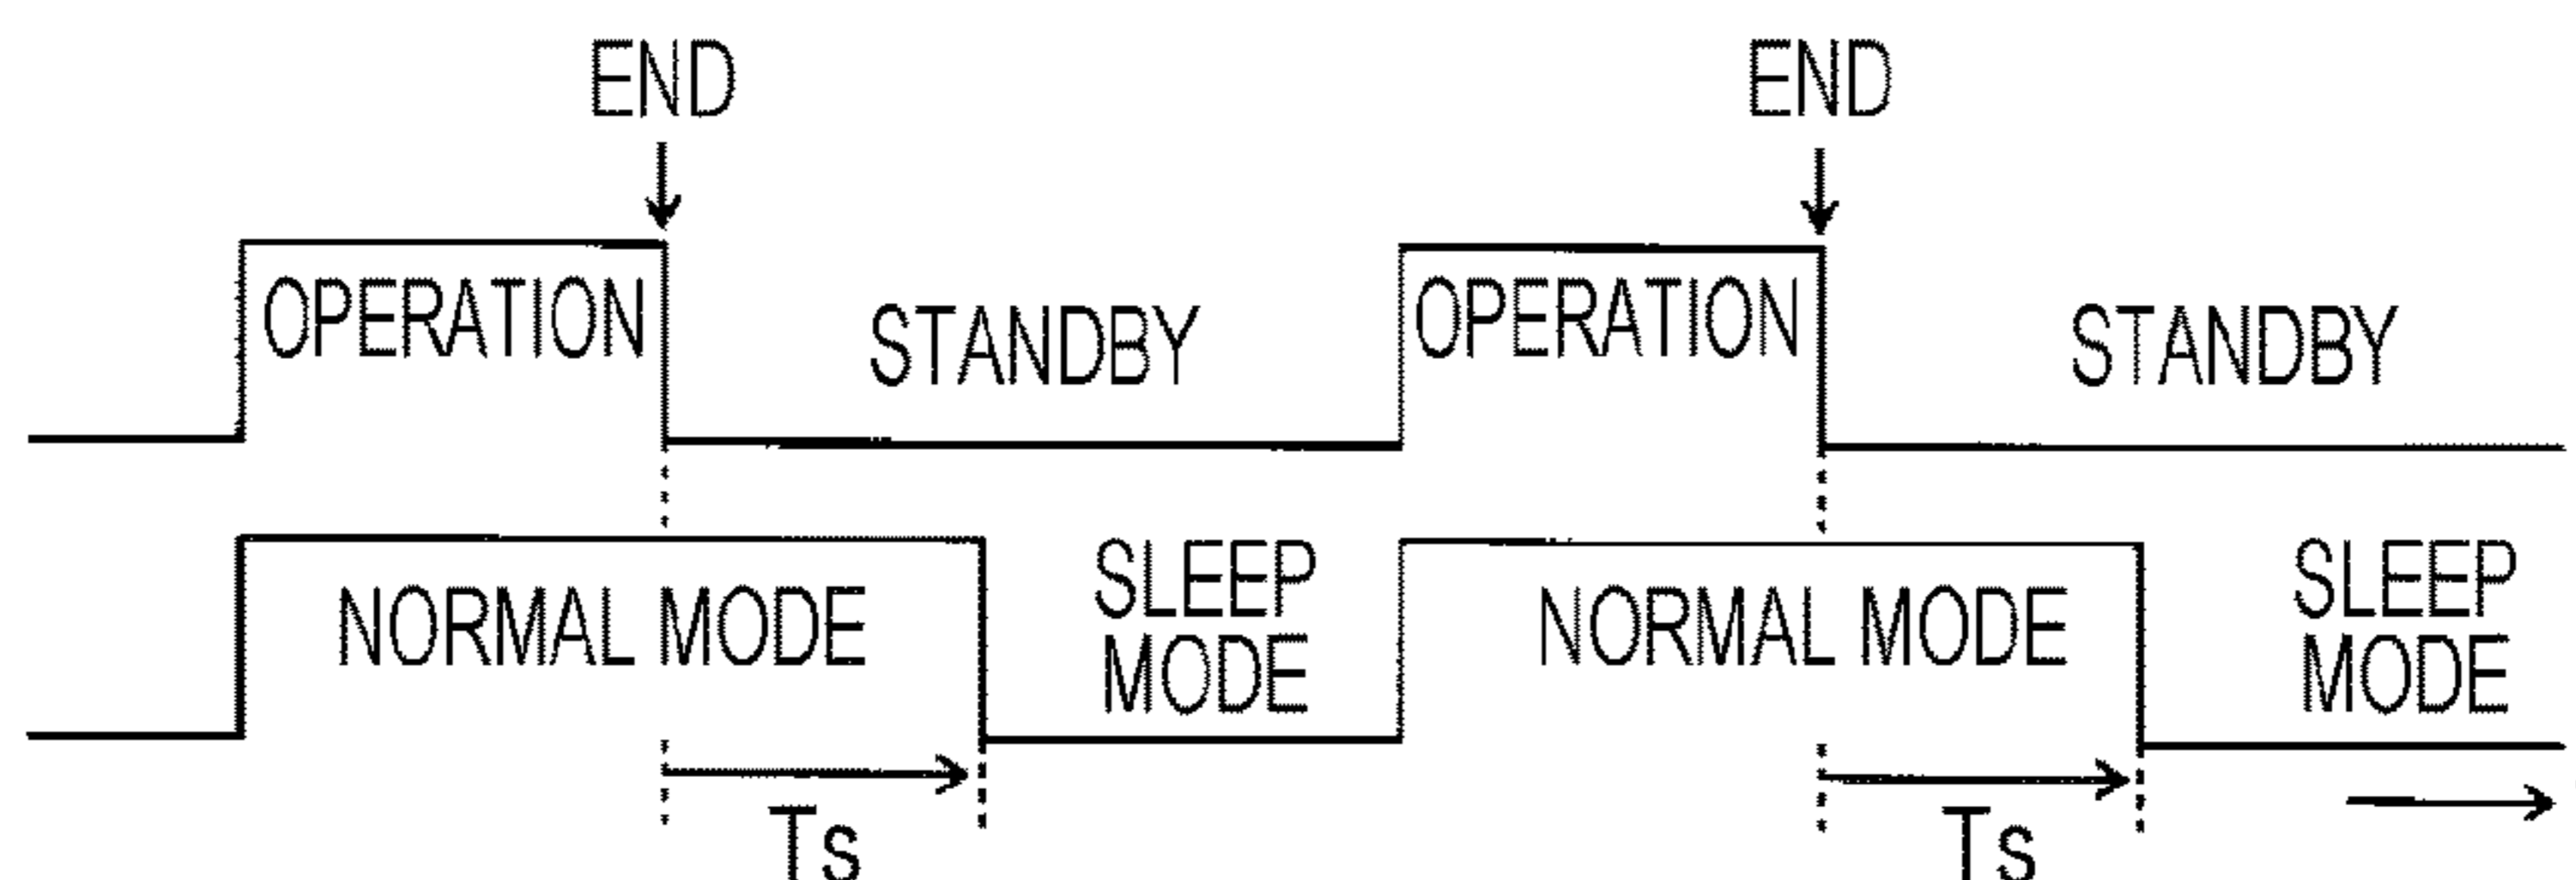 END END
OPERATION STANDBY OPERATION STANDBY
NORMAL MODE SLEEP MODE NORMAL MODE SLEEP MODE
Ts Ts